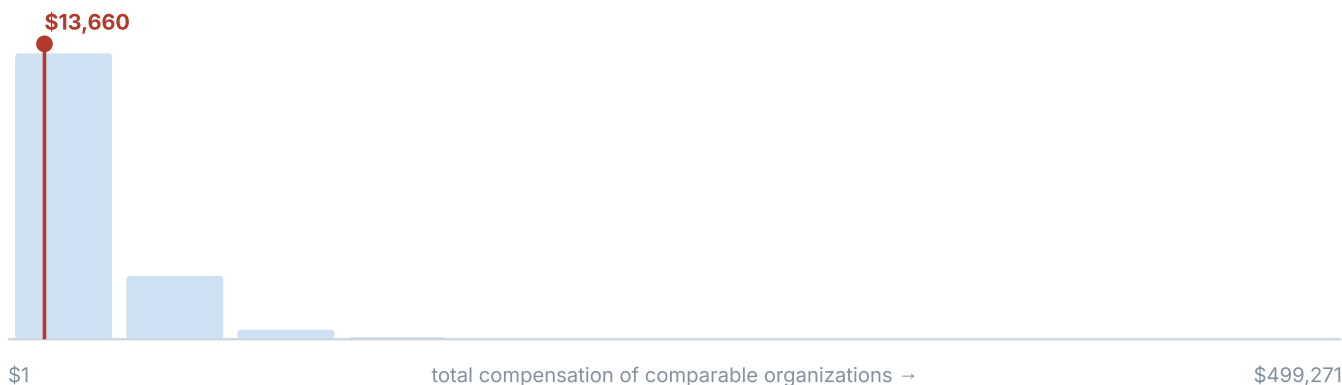 $13,660
$1
total compensation of comparable organizations →
$499,271